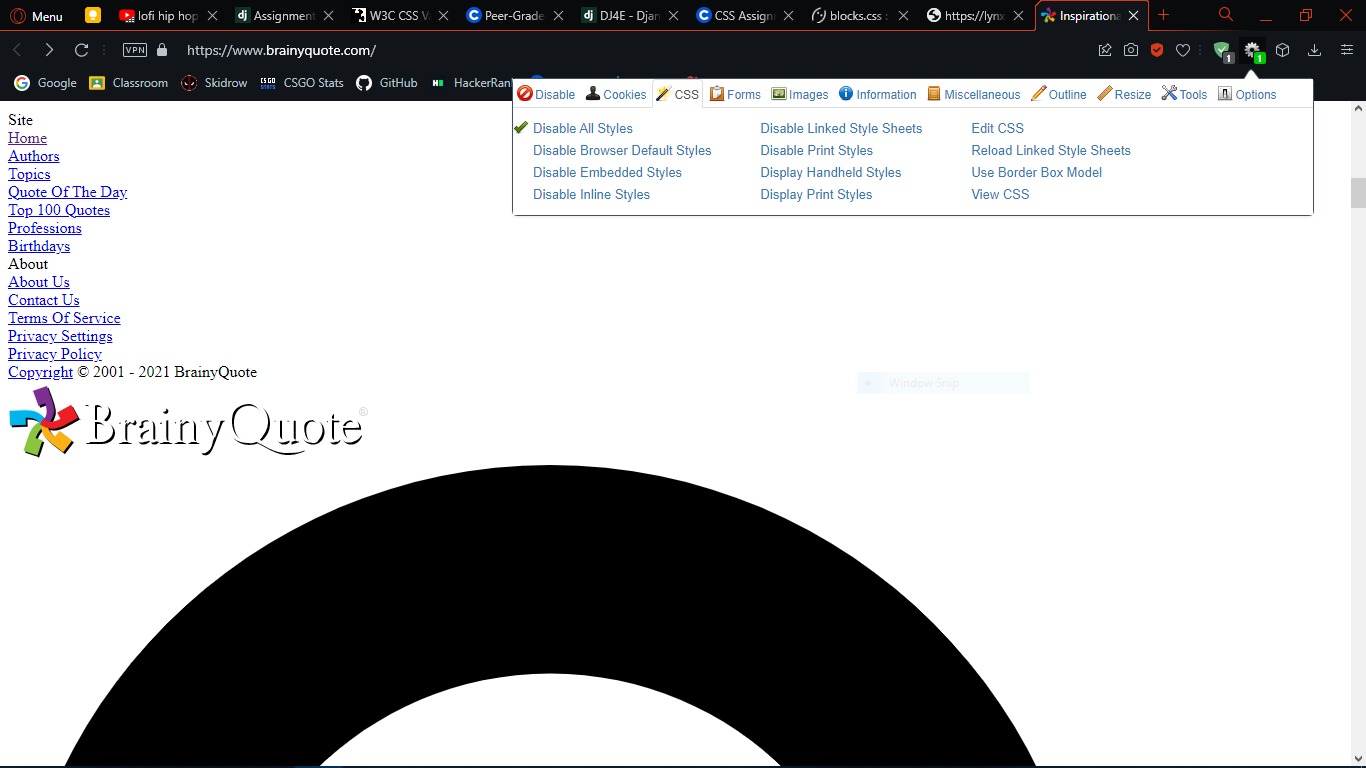 Menu lofi hip hop Assignment W3C CSS V Peer-Grade DJ4E - Djan CSS Assign blocks.css : https://lynx Inspirationa
VPN https://www.brainyquote.com/
Google Classroom Skidrow CSGO Stats GitHub HackerRan
Disable Cookies CSS Forms Images Information Miscellaneous Outline Resize Tools Options
Disable All Styles Disable Linked Style Sheets Edit CSS
Disable Browser Default Styles Disable Print Styles Reload Linked Style Sheets
Disable Embedded Styles Display Handheld Styles Use Border Box Model
Disable Inline Styles Display Print Styles View CSS
Site
Home
Authors
Topics
Quote Of The Day
Top 100 Quotes
Professions
Birthdays
About
About Us
Contact Us
Terms Of Service
Privacy Settings
Privacy Policy
Copyright © 2001 - 2021 BrainyQuote
Window Snip
BrainyQuote®